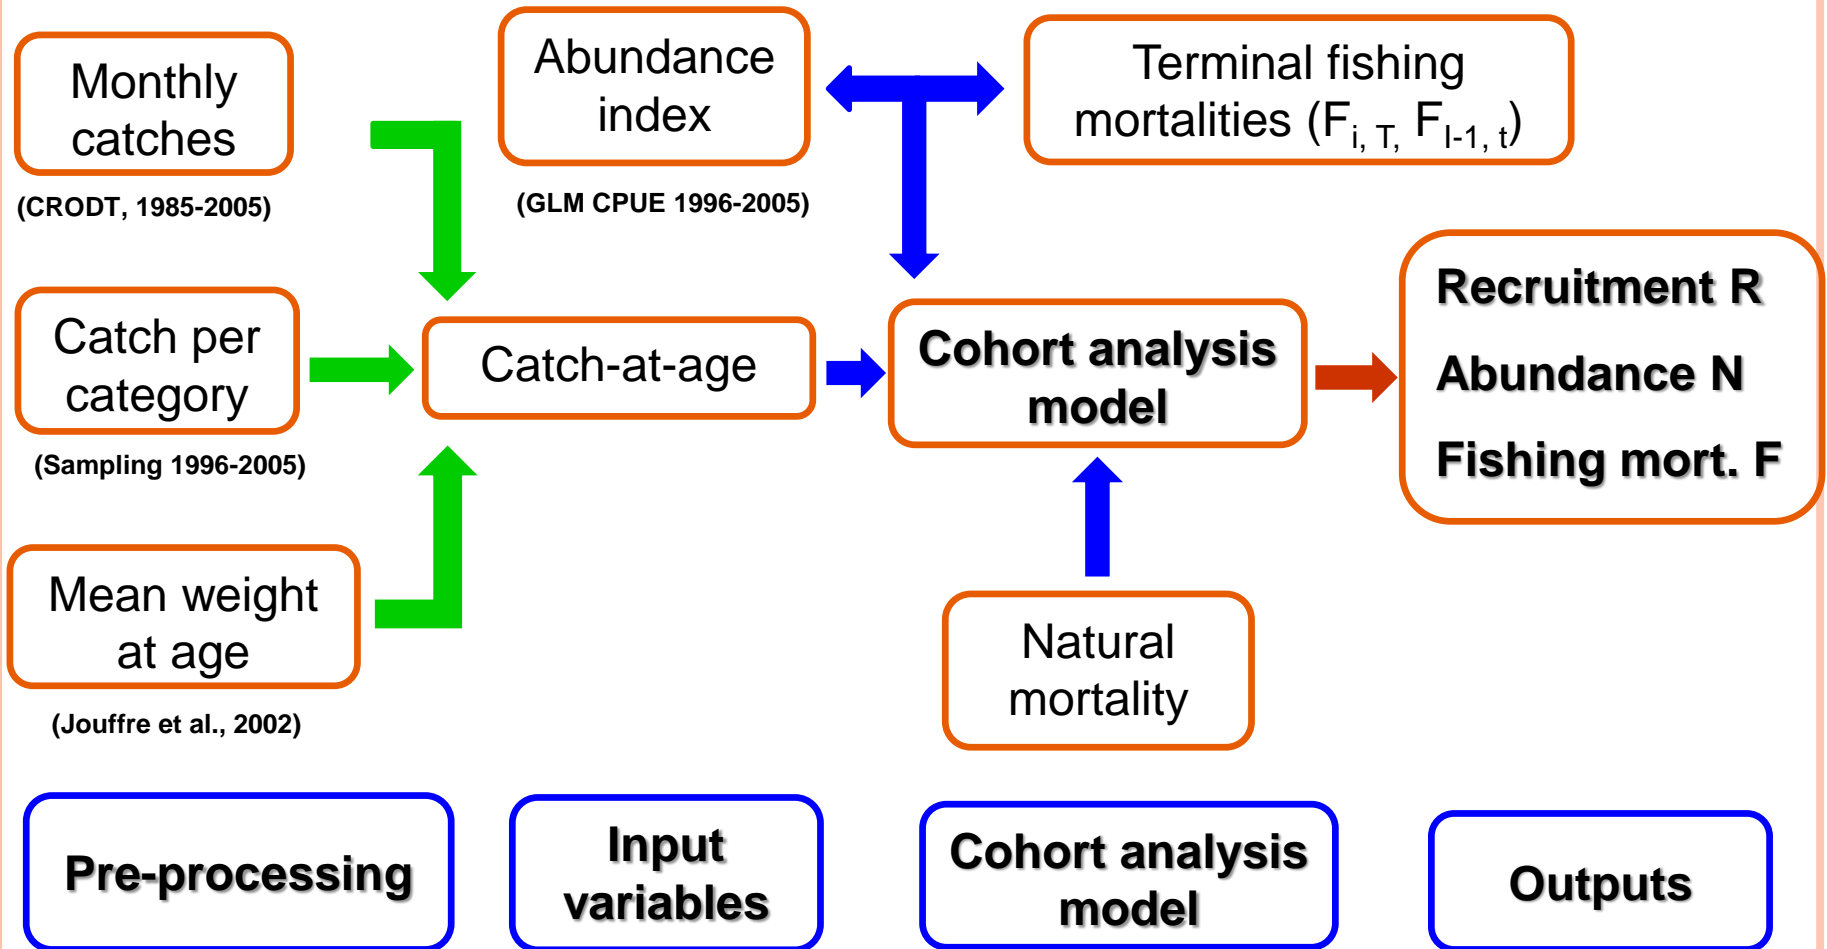 Monthly
catches
(CRODT, 1985-2005)
Abundance
index
(GLM CPUE 1996-2005)
Terminal fishing
mortalities (F i, T, F I-1, t)
Catch per
category
(Sampling 1996-2005)
Catch-at-age
Cohort analysis
model
Recruitment R
Abundance N
Fishing mort. F
Mean weight
at age
(Jouffre et al., 2002)
Natural
mortality
Pre-processing
Input
variables
Cohort analysis
model
Outputs